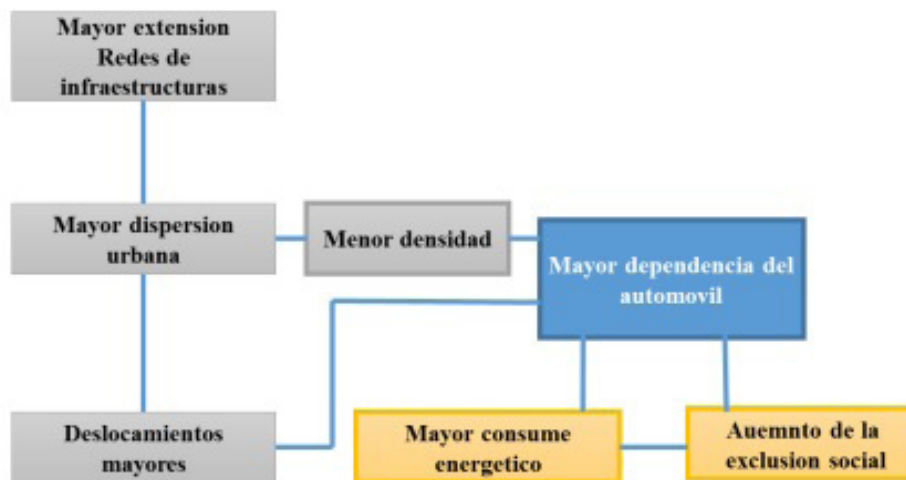 Mayor extension
Redes de
infraestructuras
Mayor dispersion
urbana
Menor densidad
Mayor dependencia del
automovil
Deslocamientos
mayores
Mayor consume
energetico
Auemnto de la
exclusion social